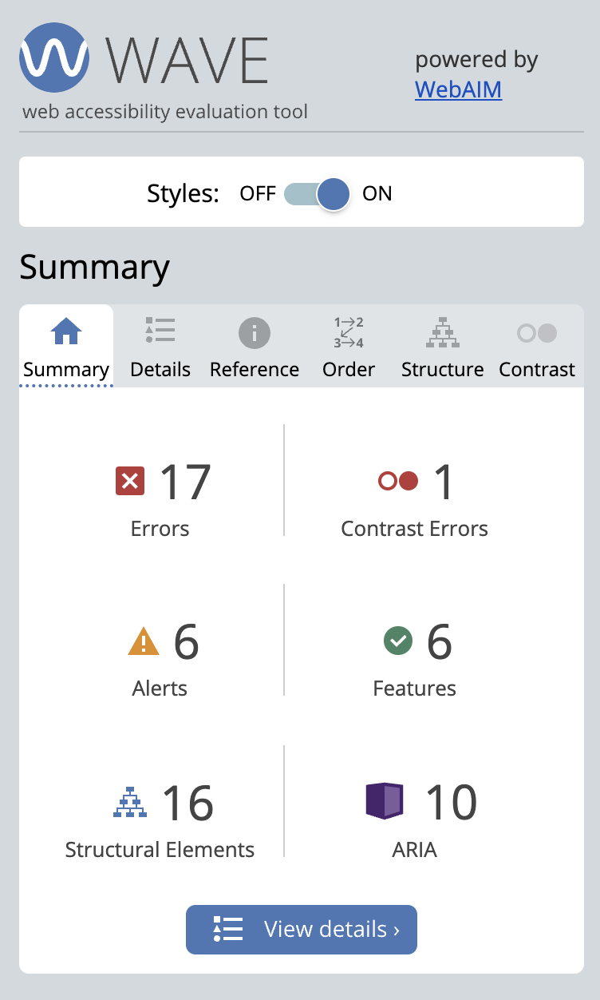 WAVE
web accessibility evaluation tool
powered by
WebAIM
Styles: OFF ON
Summary
Summary Details Reference Order Structure Contrast
1 2
3 4
17 1
Errors Contrast Errors
6 6
Alerts Features
16 10
Structural Elements ARIA
View details ›